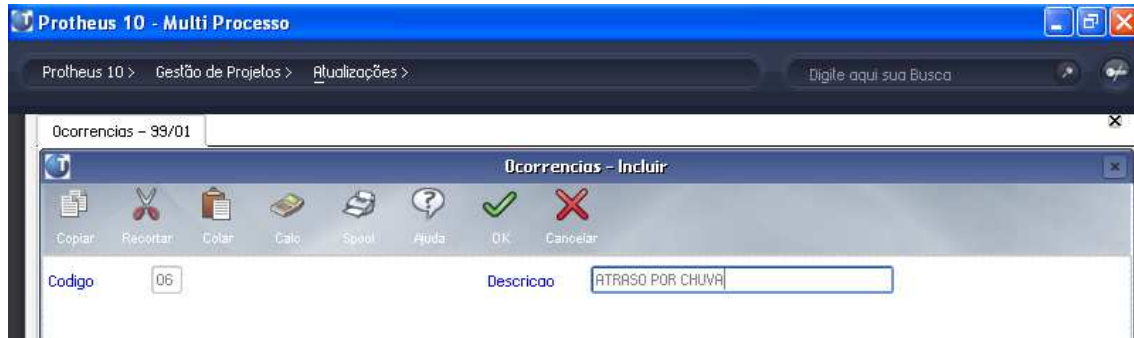 Protheus 10 - Multi Processo
Protheus 10 > Gestão de Projetos > Atualizações > Digite aqui sua Busca
Ocorrencias - 99/01
Ocorrencias - Incluir
Copiar Recortar Colar Calc Spool Ajuda OK Cancelar
Codigo 06 Descricao ATRASO POR CHUVA